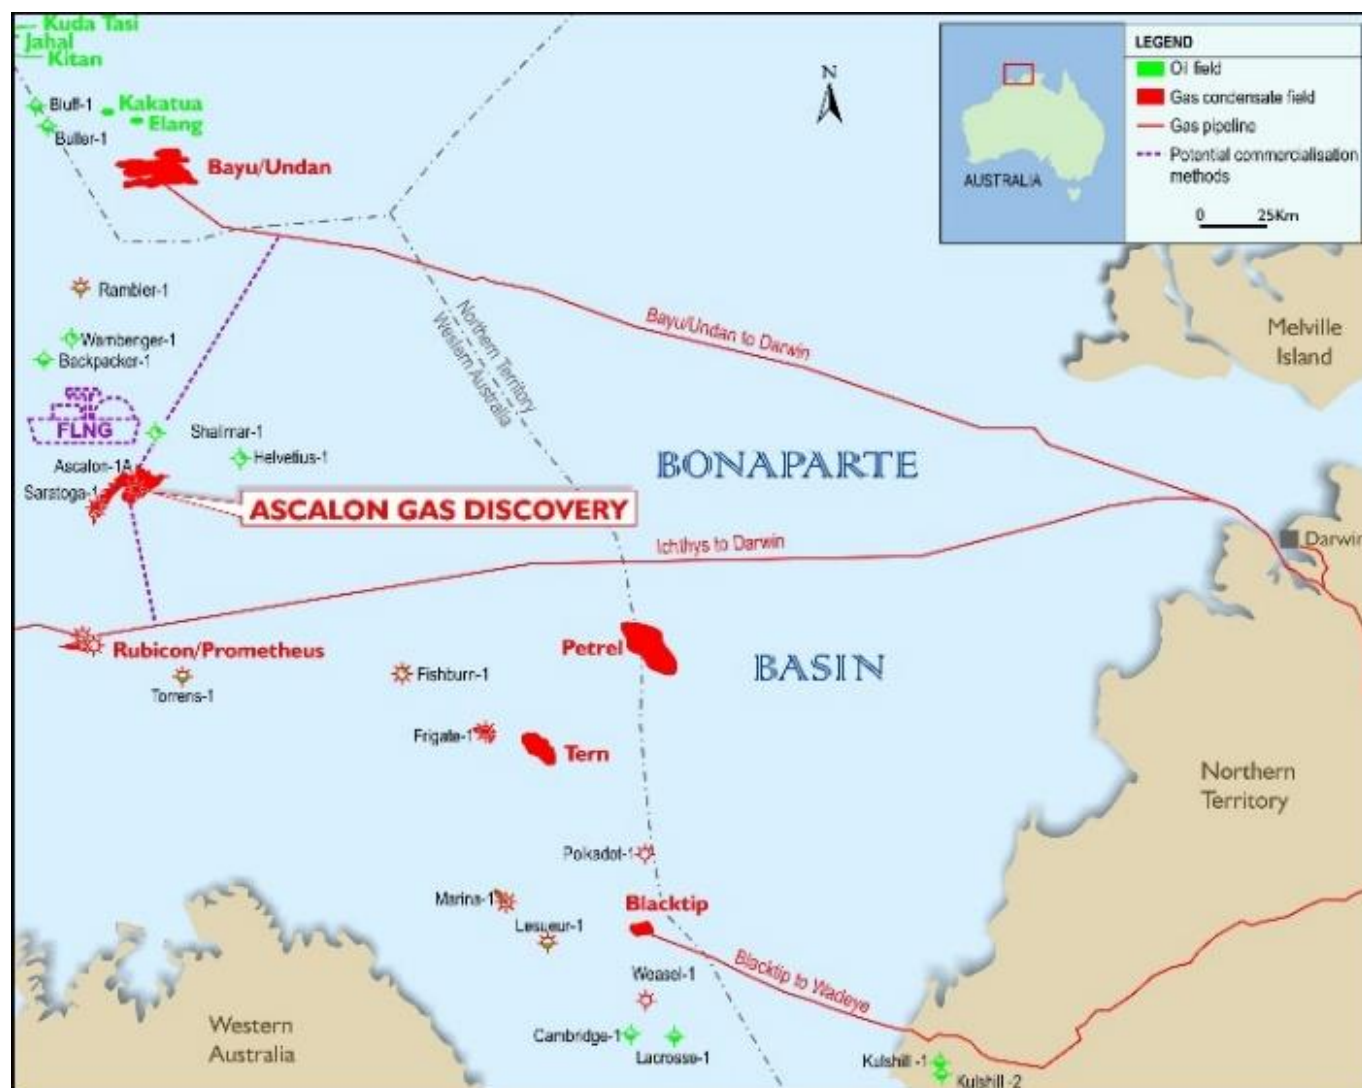 Kuda Tasi
Jahal
Kitan
Bluff-1
Kakatua
Elang
Buller-1
Bayu/Undan
N
AUSTRALIA
LEGEND
Oil field
Gas condensate field
Gas pipeline
Potential commercialisation
methods
0 25Km
Rambler-1
Wambenger-1
Backpacker-1
Northern Territory
Western Australia
Bayu/Undan to Darwin
Melville
Island
FLNG
Shalimar-1
Helvetius-1
Ascalon-1A
Saratoga-1
ASCALON GAS DISCOVERY
BONAPARTE
Ichthys to Darwin
Darwin
Rubicon/Prometheus
Torrens-1
Fishburn-1
Petrel
BASIN
Frigate-1
Tern
Northern
Territory
Polkadot-1
Marina-1
Lesueur-1
Blacktip
Weasel-1
Blacktip to Wadeye
Western
Australia
Cambridge-1
Lacrosse-1
Kulshill -1
Kulshill -2